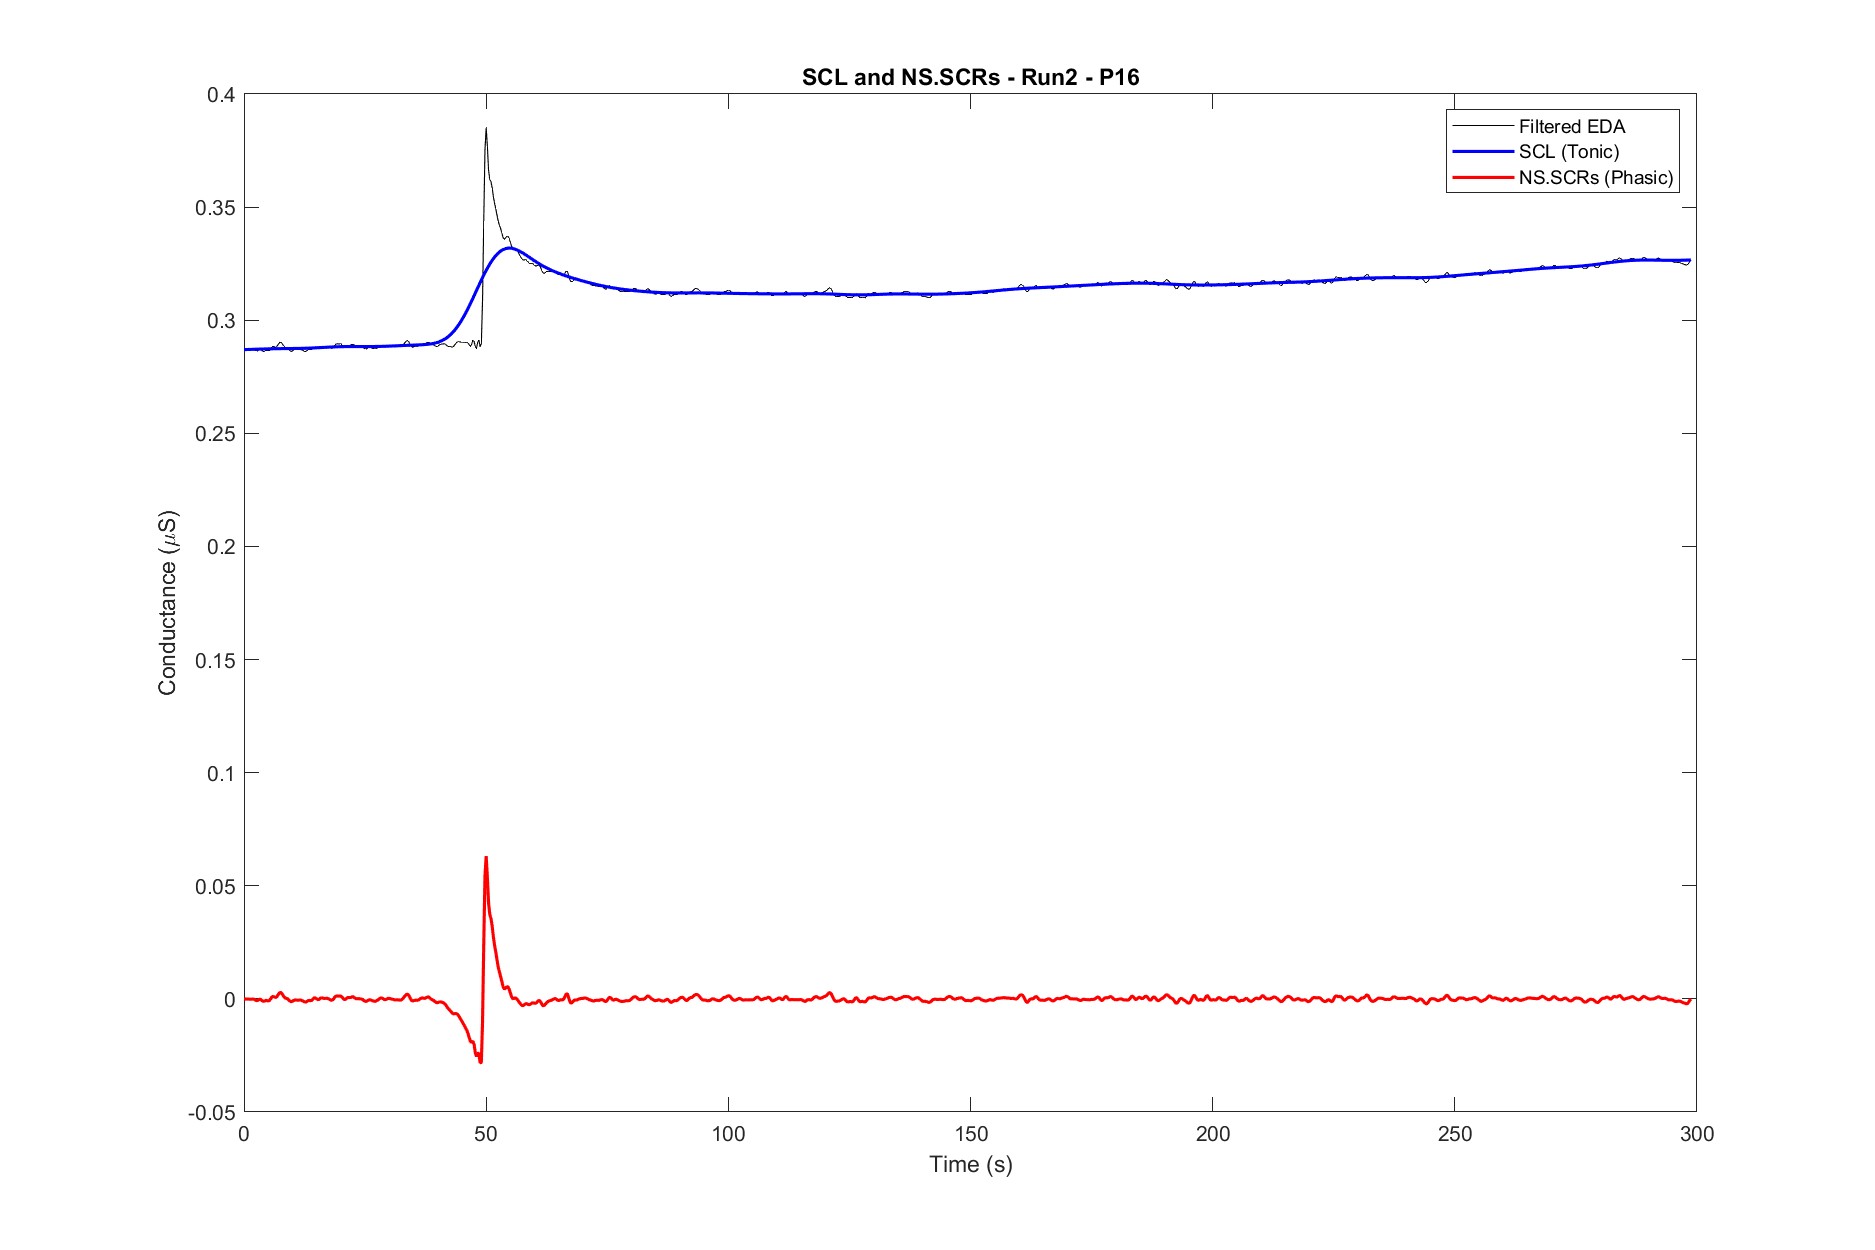 SCL and NS.SCRs - Run2 - P16
Filtered EDA
SCL (Tonic)
NS.SCRs (Phasic)
0.4
0.35
0.3
0.25
0.2
0.15
0.1
0.05
0
-0.05
Conductance (μS)
0 50 100 150 200 250 300
Time (s)